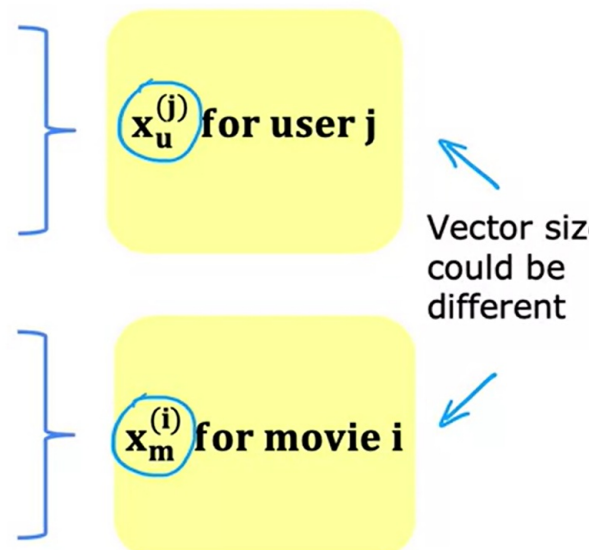 x_u^(j) for user j
Vector siz
could be
different
x_m^(i) for movie i